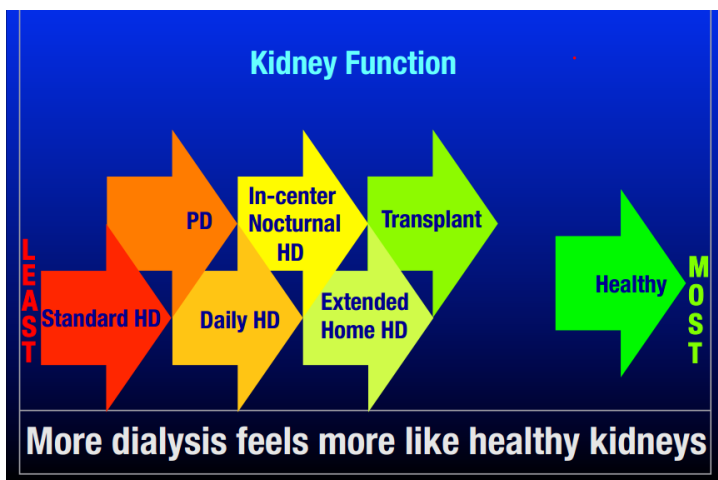 Kidney Function
LEAST
Standard HD
PD
Daily HD
In-center
Nocturnal
HD
Extended
Home HD
Transplant
Healthy
MOST
More dialysis feels more like healthy kidneys